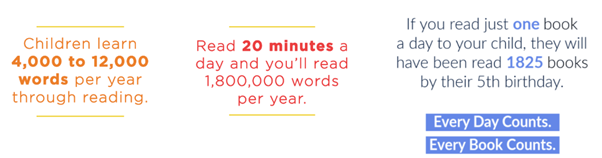 Children learn
4,000 to 12,000
words per year
through reading.
Read 20 minutes a
day and you'll read
1,800,000 words
per year.
If you read just one book
a day to your child, they will
have been read 1825 books
by their 5th birthday.
Every Day Counts.
Every Book Counts.